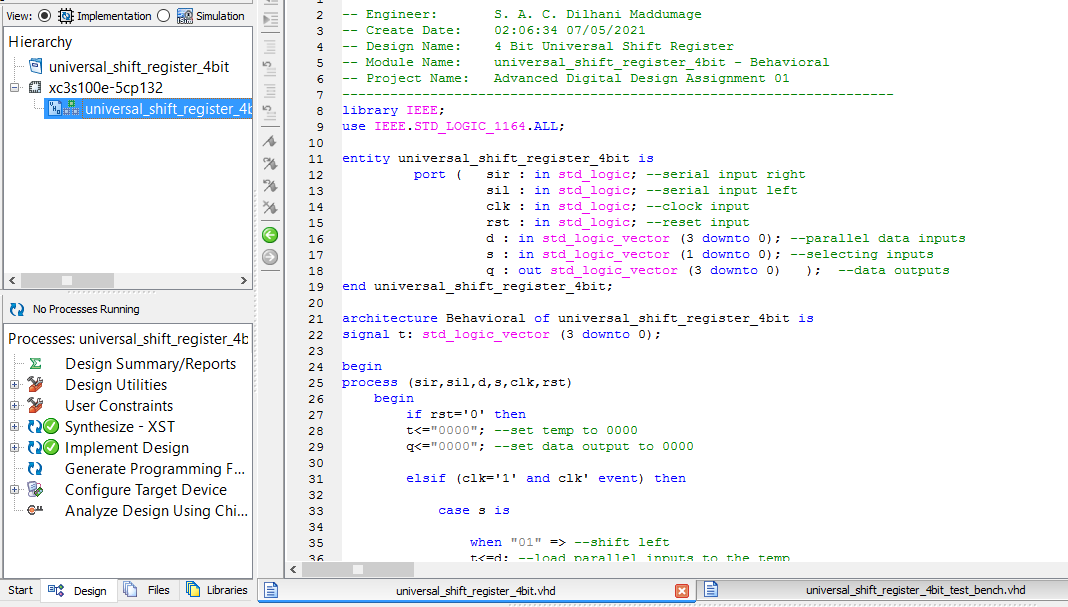 View: Implementation Simulation
Hierarchy
universal_shift_register_4bit
xc3s100e-5cp132
universal_shift_register_4b
No Processes Running
Processes: universal_shift_register_4b
Design Summary/Reports
Design Utilities
User Constraints
Synthesize - XST
Implement Design
Generate Programming F...
Configure Target Device
Analyze Design Using Chi...
Start Design Files Libraries
2 -- Engineer: S. A. C. Dilhani Maddumage
3 -- Create Date: 02:06:34 07/05/2021
4 -- Design Name: 4 Bit Universal Shift Register
5 -- Module Name: universal_shift_register_4bit - Behavioral
6 -- Project Name: Advanced Digital Design Assignment 01
7 ---------------------------------------------------------------------
8 library IEEE;
9 use IEEE.STD_LOGIC_1164.ALL;
10
11 entity universal_shift_register_4bit is
12 port ( sir : in std_logic; --serial input right
13 sil : in std_logic; --serial input left
14 clk : in std_logic; --clock input
15 rst : in std_logic; --reset input
16 d : in std_logic_vector (3 downto 0); --parallel data inputs
17 s : in std_logic_vector (1 downto 0); --selecting inputs
18 q : out std_logic_vector (3 downto 0) ); --data outputs
19 end universal_shift_register_4bit;
20
21 architecture Behavioral of universal_shift_register_4bit is
22 signal t: std_logic_vector (3 downto 0);
23
24 begin
25 process (sir,sil,d,s,clk,rst)
26 begin
27 if rst='0' then
28 t<="0000"; --set temp to 0000
29 q<="0000"; --set data output to 0000
30
31 elsif (clk='1' and clk' event) then
32
33 case s is
34
35 when "01" => --shift left
36 t<=d; --load parallel inputs to the temp
universal_shift_register_4bit.vhd universal_shift_register_4bit_test_bench.vhd